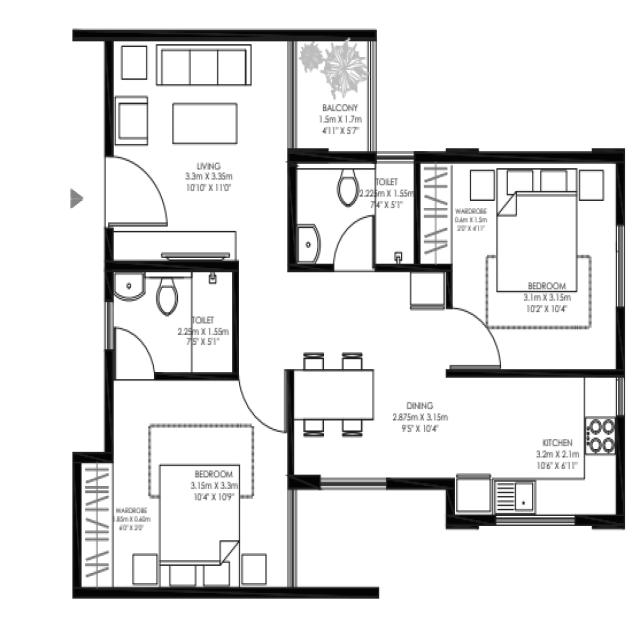 BALCONY
1.5m X 1.7m
4'11" X 5'7"
LIVING
3.3m X 3.35m
10'10" X 11'0"
TOILET
2.225m X 1.55m
7'4" X 5'1"
WARDROBE
0.6m X 1.5m
2'0" X 4'11"
BEDROOM
3.1m X 3.15m
10'2" X 10'4"
TOILET
2.25m X 1.55m
7'5" X 5'1"
DINING
2.875m X 3.15m
9'5" X 10'4"
KITCHEN
3.2m X 2.1m
10'6" X 6'11"
BEDROOM
3.15m X 3.3m
10'4" X 10'9"
WARDROBE
1.85m X 0.60m
6'0" X 2'0"